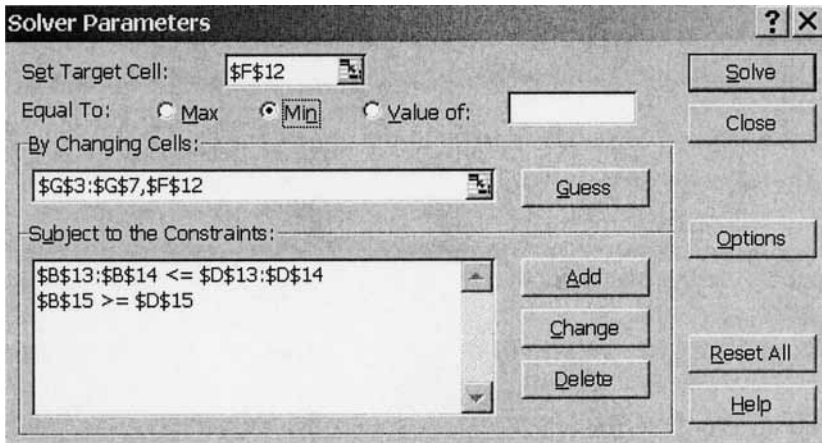 Solver Parameters
? X
Set Target Cell: $F$12
Solve
Equal To: Max Min Value of:
Close
By Changing Cells:
$G$3:$G$7,$F$12
Guess
Subject to the Constraints:
Options
$B$13:$B$14 <= $D$13:$D$14
Add
$B$15 >= $D$15
Change
Reset All
Delete
Help